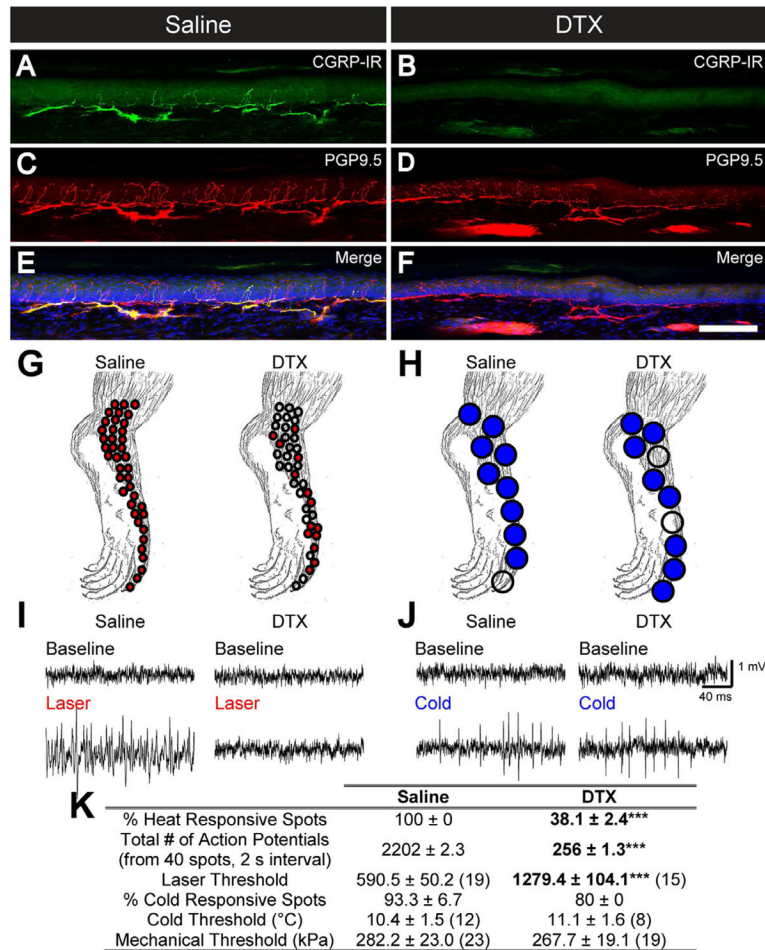 Saline DTX
A CGRP-IR B CGRP-IR
C PGP9.5 D PGP9.5
E Merge F Merge
G Saline DTX H Saline DTX
I Saline DTX J Saline DTX
Baseline Baseline Baseline Baseline
1 mV
40 ms
Laser Laser Cold Cold
K Saline DTX
% Heat Responsive Spots 100 ± 0 38.1 ± 2.4***
Total # of Action Potentials
(from 40 spots, 2 s interval) 2202 ± 2.3 256 ± 1.3***
Laser Threshold 590.5 ± 50.2 (19) 1279.4 ± 104.1*** (15)
% Cold Responsive Spots 93.3 ± 6.7 80 ± 0
Cold Threshold (°C) 10.4 ± 1.5 (12) 11.1 ± 1.6 (8)
Mechanical Threshold (kPa) 282.2 ± 23.0 (23) 267.7 ± 19.1 (19)